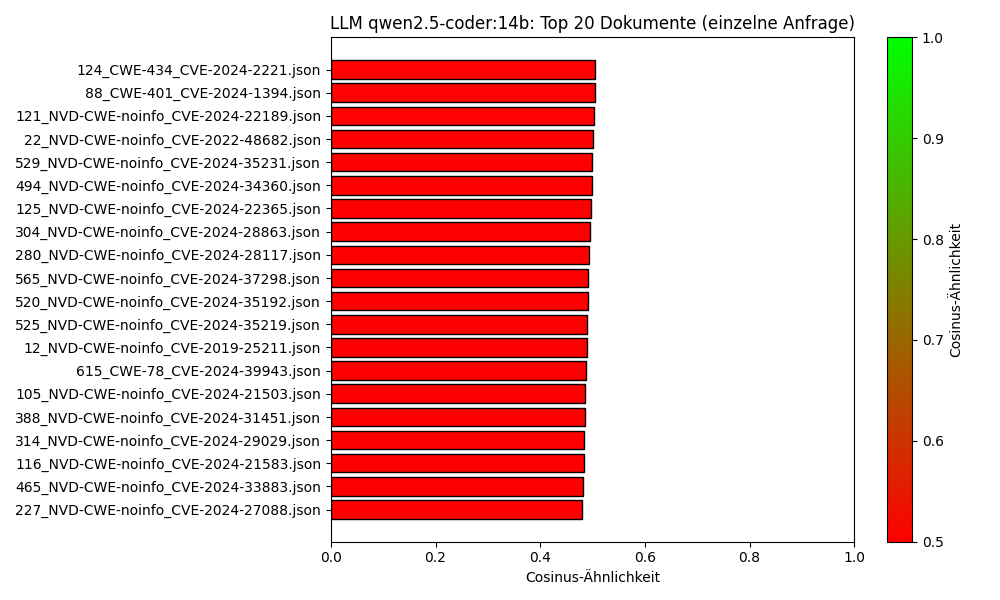 LLM qwen2.5-coder:14b: Top 20 Dokumente (einzelne Anfrage)
124_CWE-434_CVE-2024-2221.json
88_CWE-401_CVE-2024-1394.json
121_NVD-CWE-noinfo_CVE-2024-22189.json
22_NVD-CWE-noinfo_CVE-2022-48682.json
529_NVD-CWE-noinfo_CVE-2024-35231.json
494_NVD-CWE-noinfo_CVE-2024-34360.json
125_NVD-CWE-noinfo_CVE-2024-22365.json
304_NVD-CWE-noinfo_CVE-2024-28863.json
280_NVD-CWE-noinfo_CVE-2024-28117.json
565_NVD-CWE-noinfo_CVE-2024-37298.json
520_NVD-CWE-noinfo_CVE-2024-35192.json
525_NVD-CWE-noinfo_CVE-2024-35219.json
12_NVD-CWE-noinfo_CVE-2019-25211.json
615_CWE-78_CVE-2024-39943.json
105_NVD-CWE-noinfo_CVE-2024-21503.json
388_NVD-CWE-noinfo_CVE-2024-31451.json
314_NVD-CWE-noinfo_CVE-2024-29029.json
116_NVD-CWE-noinfo_CVE-2024-21583.json
465_NVD-CWE-noinfo_CVE-2024-33883.json
227_NVD-CWE-noinfo_CVE-2024-27088.json
0.0 0.2 0.4 0.6 0.8 1.0
Cosinus-Ähnlichkeit
1.0
0.9
0.8
0.7
0.6
0.5
Cosinus-Ähnlichkeit